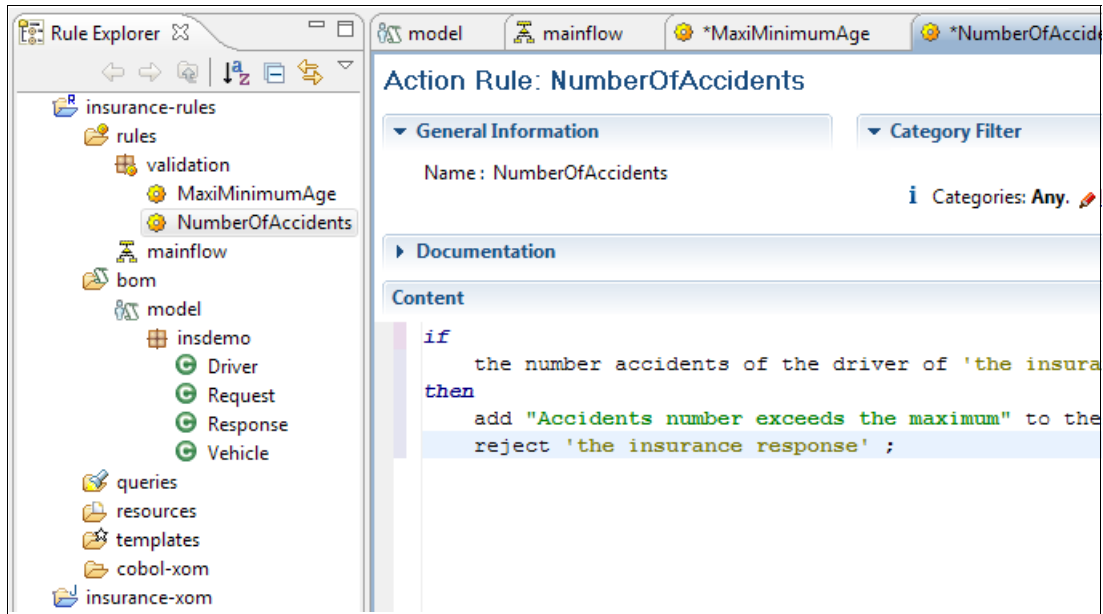 Rule Explorer
insurance-rules
rules
validation
MaxiMinimumAge
NumberOfAccidents
mainflow
bom
model
insdemo
Driver
Request
Response
Vehicle
queries
resources
templates
cobol-xom
insurance-xom
model mainflow *MaxiMinimumAge *NumberOfAccide
Action Rule: NumberOfAccidents
General Information Category Filter
Name : NumberOfAccidents
i Categories: Any.
Documentation
Content
if
the number accidents of the driver of 'the insura
then
add "Accidents number exceeds the maximum" to the
reject 'the insurance response' ;